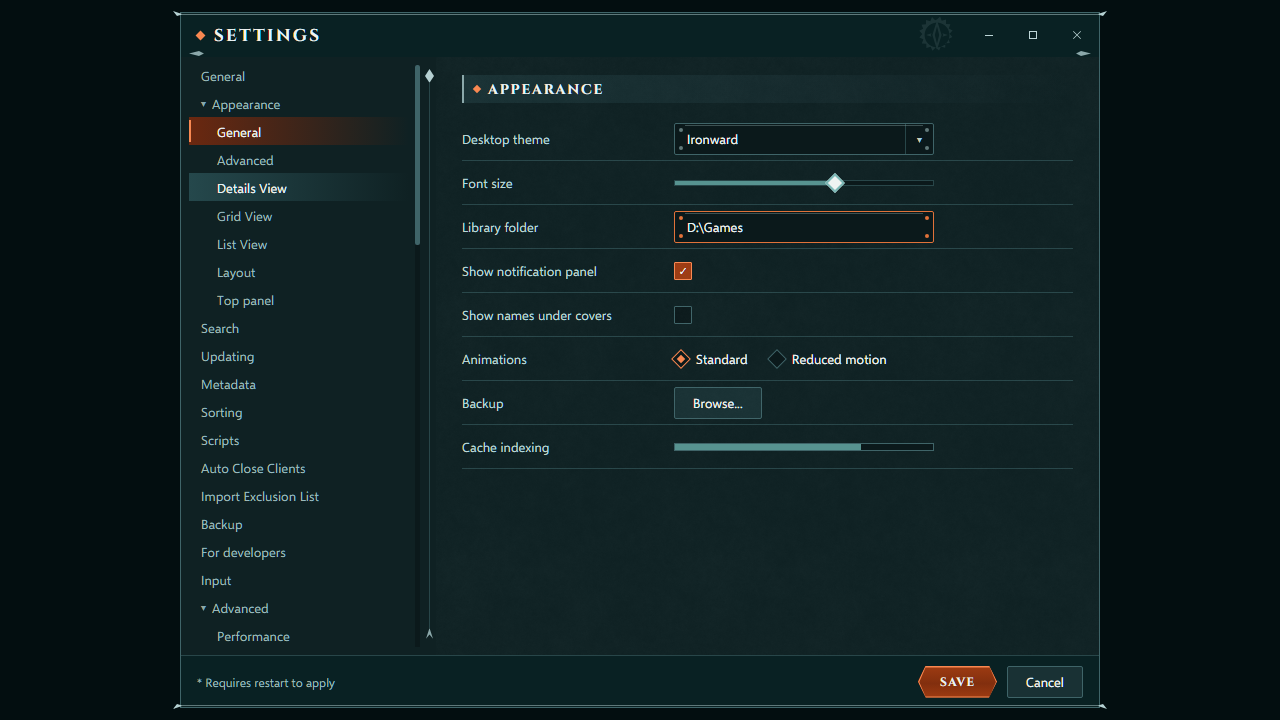 SETTINGS
General
Appearance
General
Advanced
Details View
Grid View
List View
Layout
Top panel
Search
Updating
Metadata
Sorting
Scripts
Auto Close Clients
Import Exclusion List
Backup
For developers
Input
Advanced
Performance
APPEARANCE
Desktop theme
Ironward
Font size
Library folder
D:\Games
Show notification panel
Show names under covers
Animations
Standard
Reduced motion
Backup
Browse...
Cache indexing
* Requires restart to apply
SAVE
Cancel